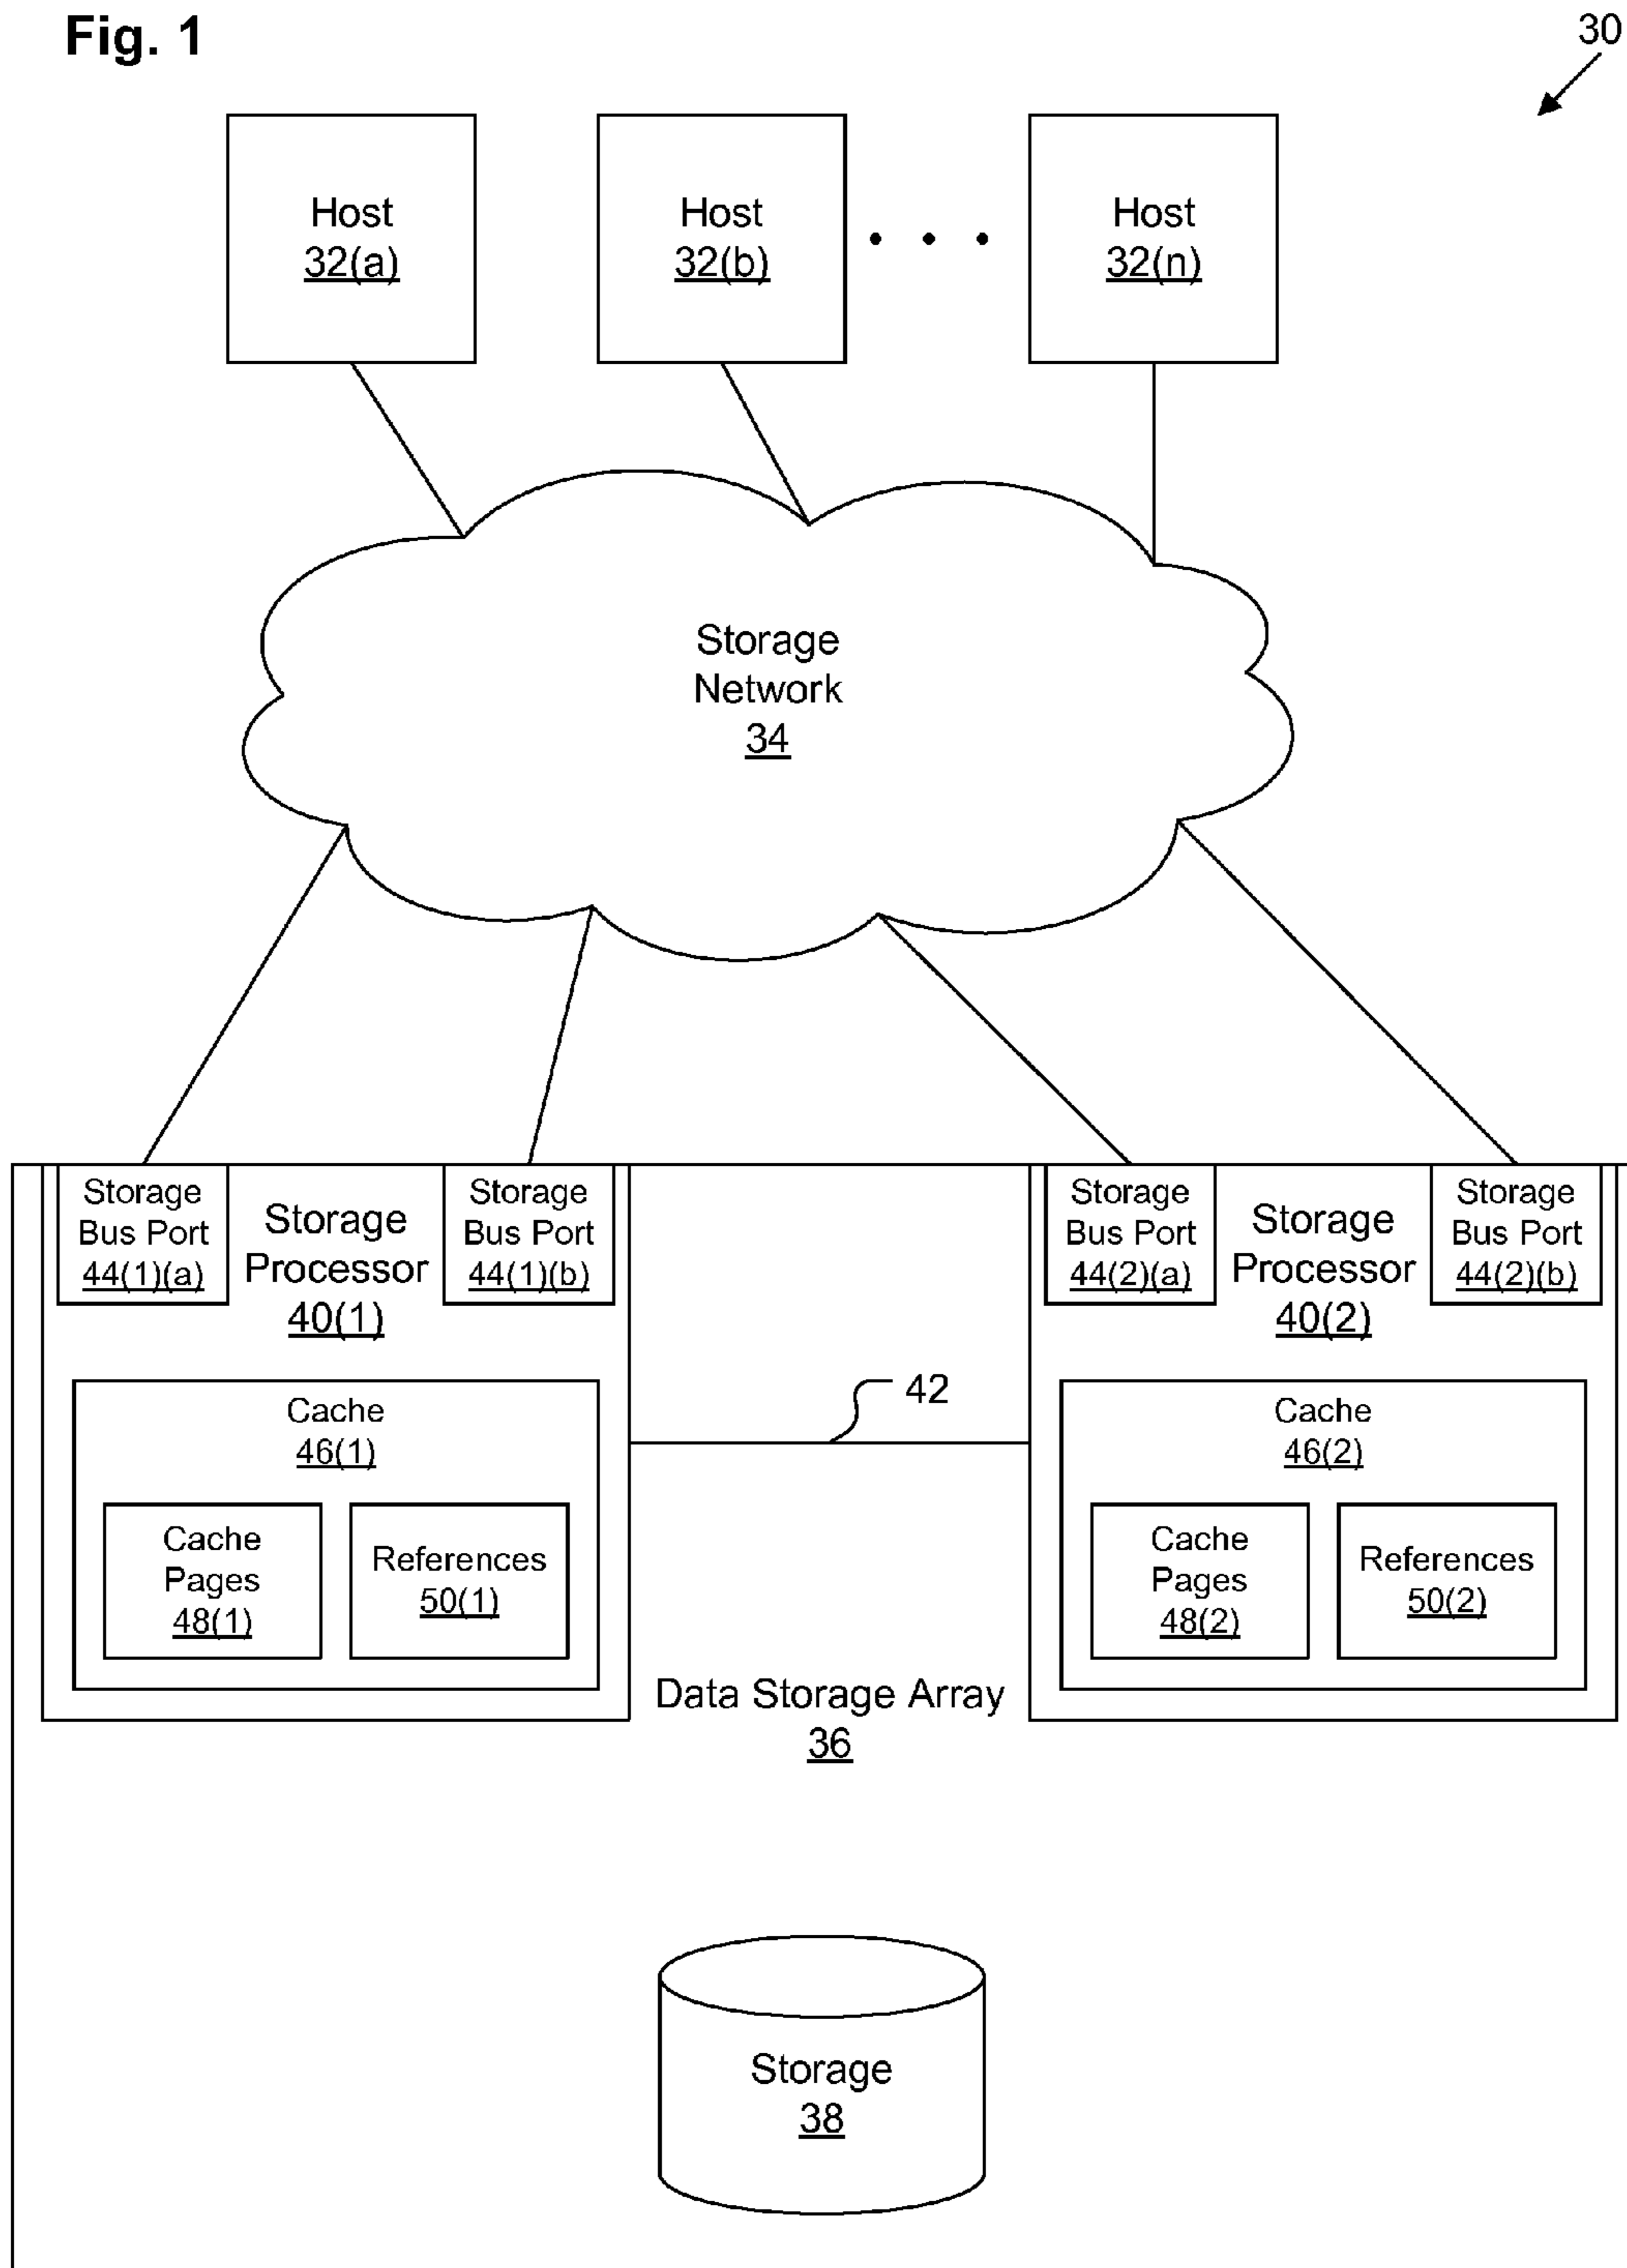 Fig. 1
30
Host
32(a)
Host
32(b)
• • •
Host
32(n)
Storage
Network
34
Storage
Bus Port
44(1)(a)
Storage
Processor
40(1)
Storage
Bus Port
44(1)(b)
Storage
Bus Port
44(2)(a)
Storage
Processor
40(2)
Storage
Bus Port
44(2)(b)
Cache
46(1)
Cache
Pages
48(1)
References
50(1)
42
Cache
46(2)
Cache
Pages
48(2)
References
50(2)
Data Storage Array
36
Storage
38